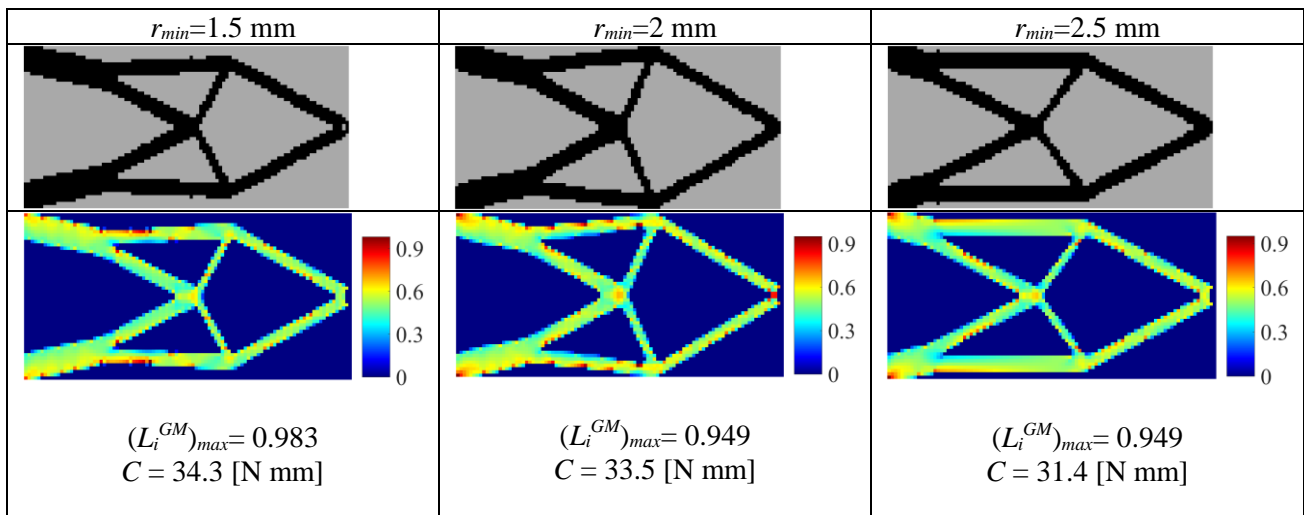 r_min=1.5 mm
r_min=2 mm
r_min=2.5 mm
0.9
0.6
0.3
0
0.9
0.6
0.3
0
0.9
0.6
0.3
0
(L_i^GM)_max= 0.983
C = 34.3 [N mm]
(L_i^GM)_max= 0.949
C = 33.5 [N mm]
(L_i^GM)_max= 0.949
C = 31.4 [N mm]